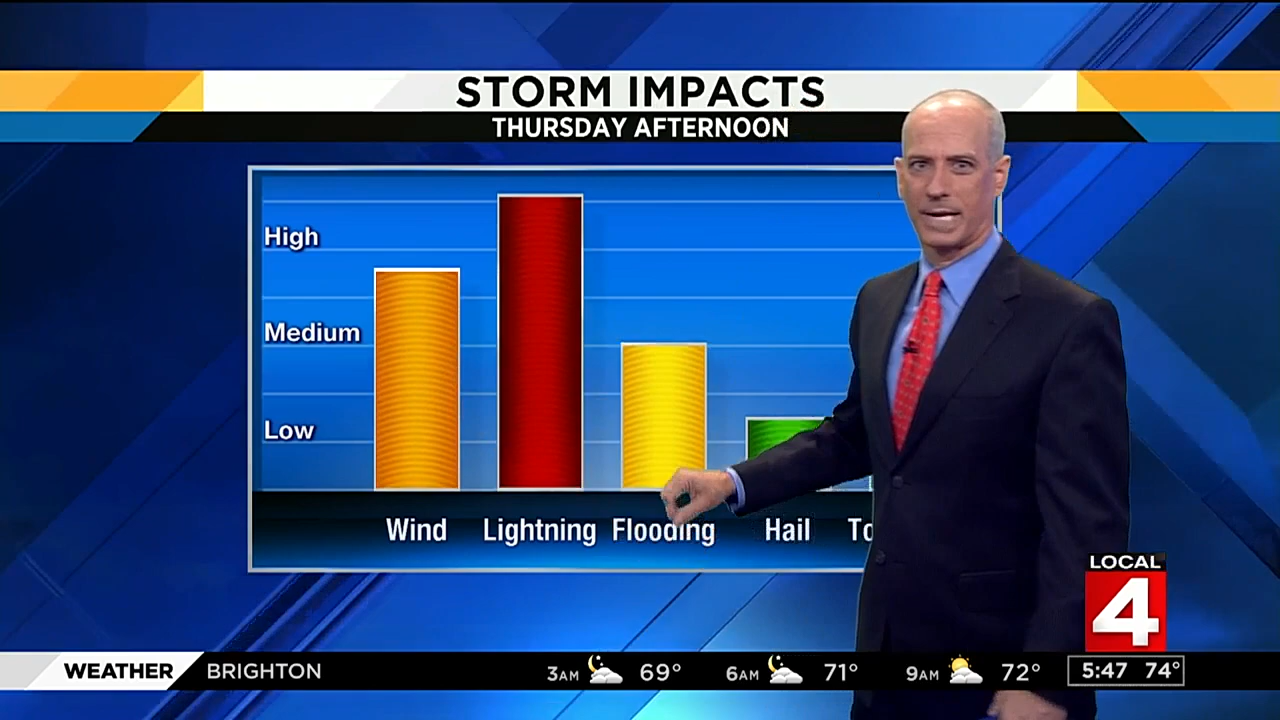 STORM IMPACTS
THURSDAY AFTERNOON
High
Medium
Low
Wind Lightning Flooding Hail
LOCAL
4
WEATHER BRIGHTON 3AM 69° 6AM 71° 9AM 72° 5:47 74°